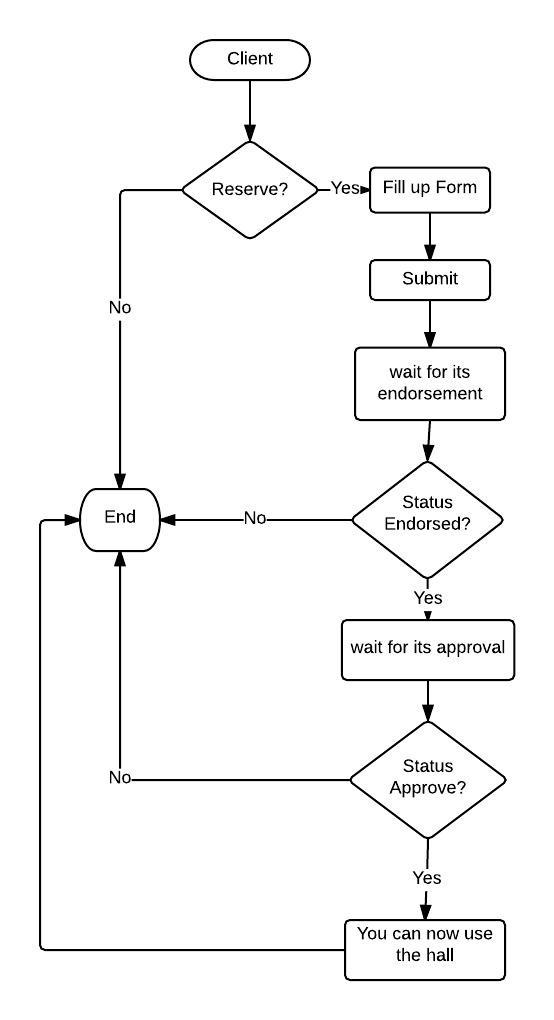 Client
Reserve?
Yes
Fill up Form
Submit
No
wait for its
endorsement
Status
Endorsed?
No
End
Yes
wait for its approval
Status
Approve?
No
Yes
You can now use
the hall